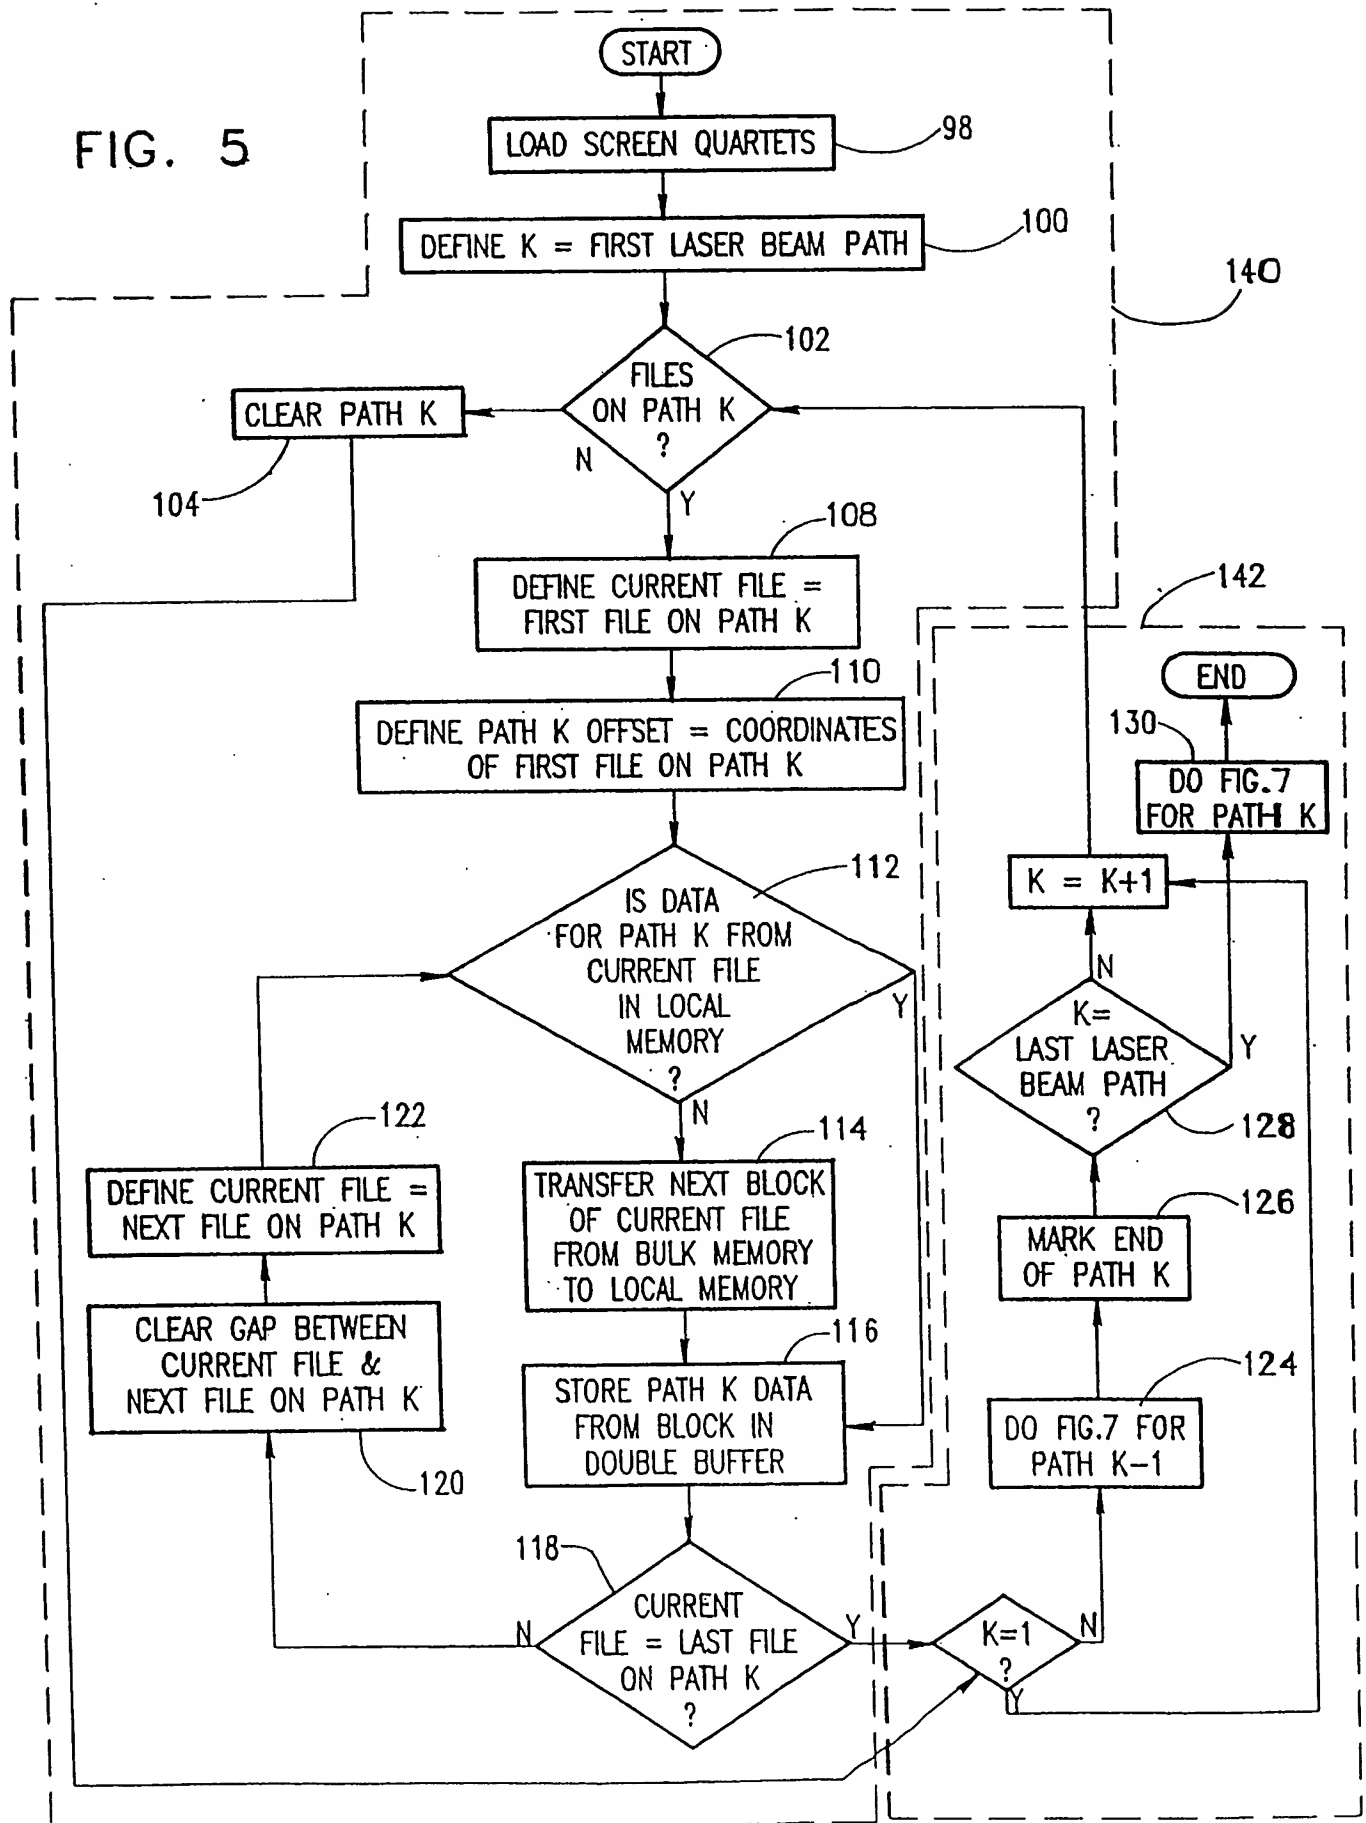 FIG. 5
START
LOAD SCREEN QUARTETS
98
DEFINE K = FIRST LASER BEAM PATH
100
140
102
FILES
ON PATH K
?
N
Y
CLEAR PATH K
104
108
DEFINE CURRENT FILE =
FIRST FILE ON PATH K
110
DEFINE PATH K OFFSET = COORDINATES
OF FIRST FILE ON PATH K
112
IS DATA
FOR PATH K FROM
CURRENT FILE
IN LOCAL
MEMORY
?
Y
N
114
TRANSFER NEXT BLOCK
OF CURRENT FILE
FROM BULK MEMORY
TO LOCAL MEMORY
116
STORE PATH K DATA
FROM BLOCK IN
DOUBLE BUFFER
118
CURRENT
FILE = LAST FILE
ON PATH K
?
N
Y
122
DEFINE CURRENT FILE =
NEXT FILE ON PATH K
CLEAR GAP BETWEEN
CURRENT FILE &
NEXT FILE ON PATH K
120
142
END
130
DO FIG.7
FOR PATH K
K = K+1
N
K=
LAST LASER
BEAM PATH
?
Y
128
126
MARK END
OF PATH K
124
DO FIG.7 FOR
PATH K-1
K=1
?
N
Y